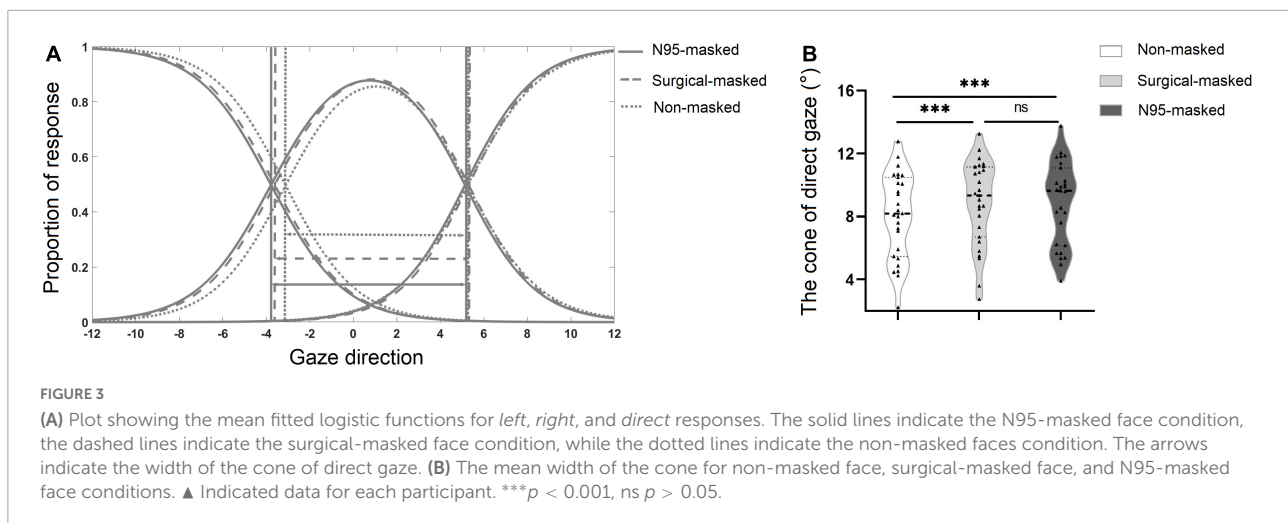 A
N95-masked
Surgical-masked
Non-masked
Proportion of response
1
0.8
0.6
0.4
0.2
0
-12 -10 -8 -6 -4 -2 0 2 4 6 8 10 12
Gaze direction
B
Non-masked
Surgical-masked
N95-masked
The cone of direct gaze (°)
16
12
8
4
***
*** ns
FIGURE 3
(A) Plot showing the mean fitted logistic functions for left, right, and direct responses. The solid lines indicate the N95-masked face condition,
the dashed lines indicate the surgical-masked face condition, while the dotted lines indicate the non-masked faces condition. The arrows
indicate the width of the cone of direct gaze. (B) The mean width of the cone for non-masked face, surgical-masked face, and N95-masked
face conditions. ▲ Indicated data for each participant. ***p < 0.001, ns p > 0.05.